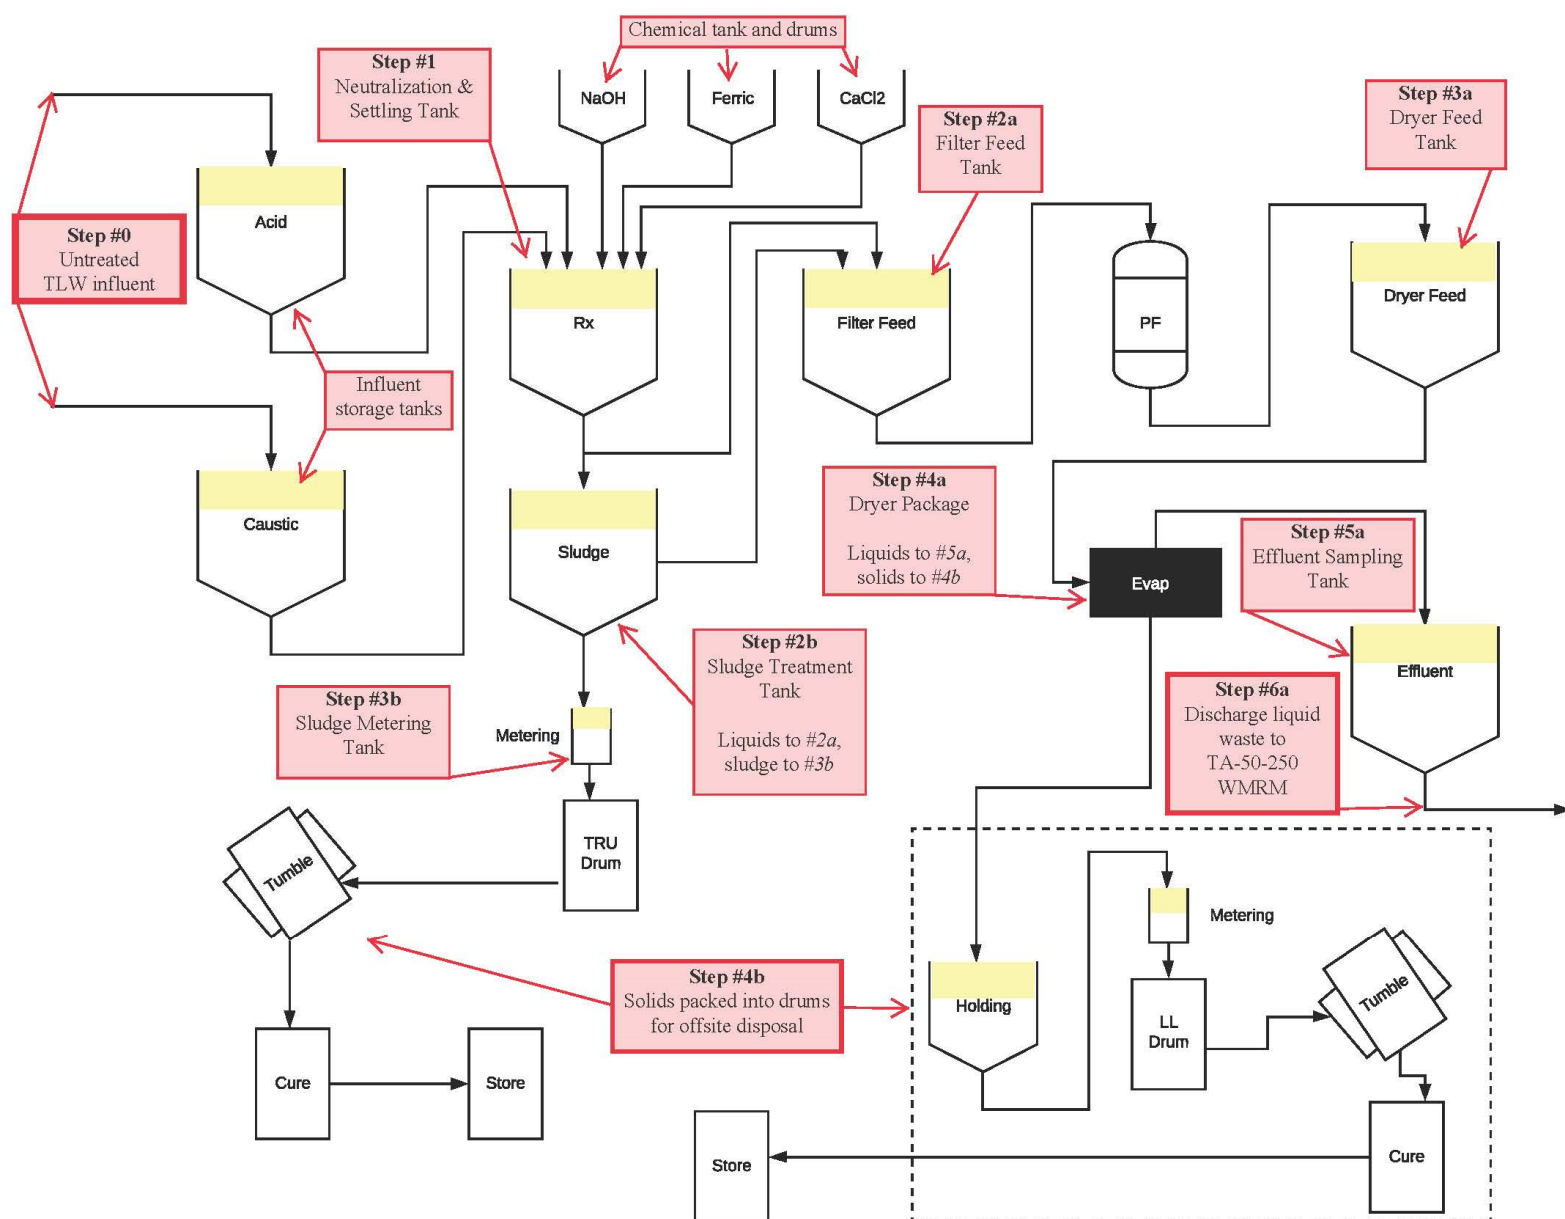 Chemical tank and drums
Step #1
Neutralization &
Settling Tank
NaOH
Ferric
CaCl2
Step #2a
Filter Feed
Tank
Step #3a
Dryer Feed
Tank
Step #0
Untreated
TLW influent
Acid
Rx
Filter Feed
PF
Dryer Feed
Influent
storage tanks
Caustic
Sludge
Step #4a
Dryer Package
Liquids to #5a,
solids to #4b
Evap
Step #5a
Effluent Sampling
Tank
Effluent
Step #2b
Sludge Treatment
Tank
Liquids to #2a,
sludge to #3b
Step #3b
Sludge Metering
Tank
Metering
Step #6a
Discharge liquid
waste to
TA-50-250
WMRM
TRU
Drum
Tumble
Step #4b
Solids packed into drums
for offsite disposal
Holding
Metering
LL
Drum
Tumble
Cure
Store
Store
Cure